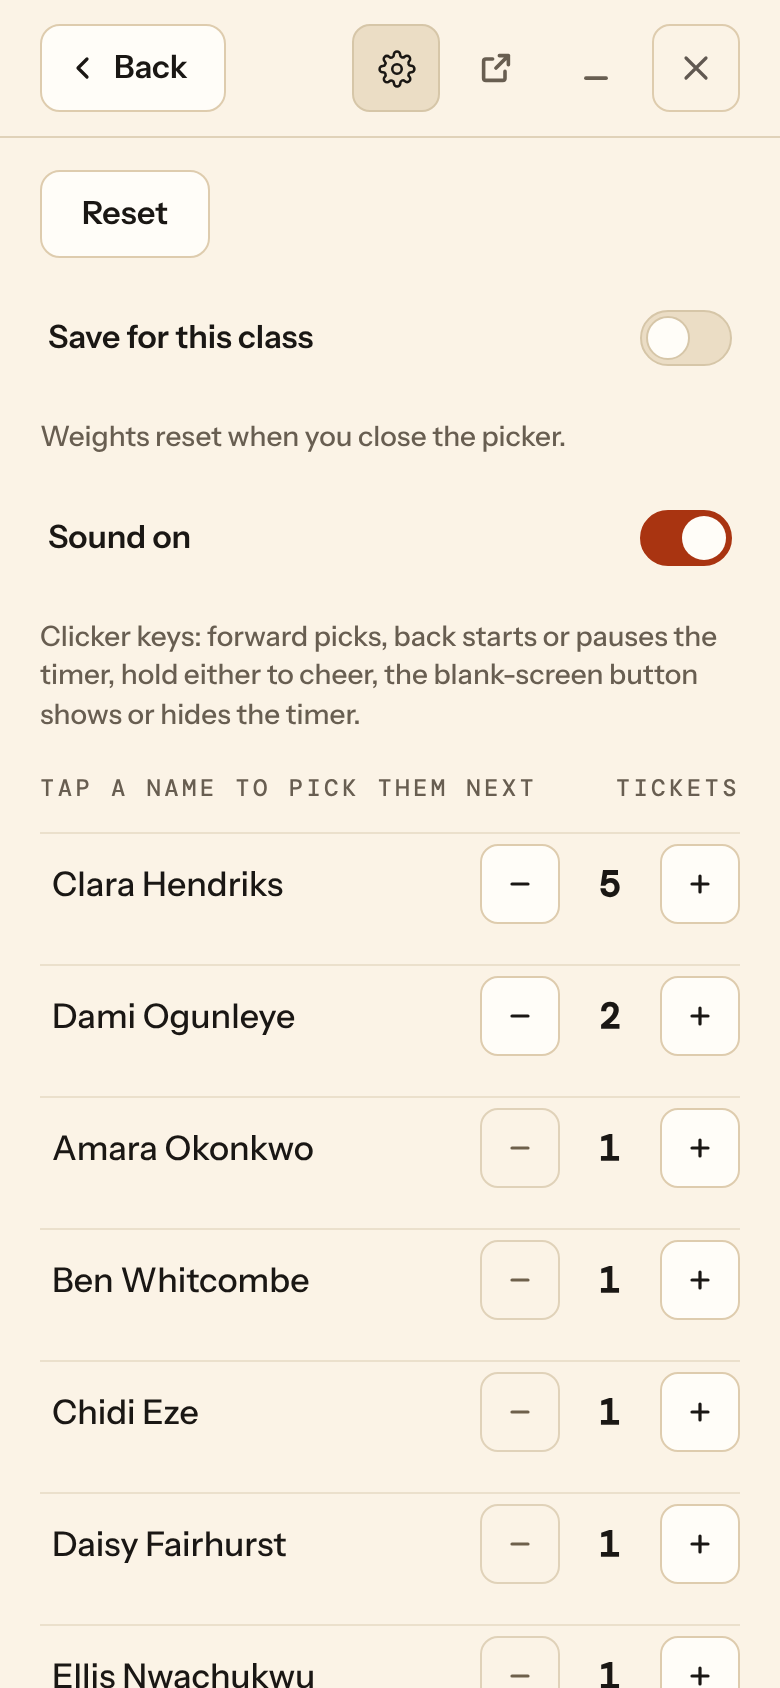 Back
Reset
Save for this class
Weights reset when you close the picker.
Sound on
Clicker keys: forward picks, back starts or pauses the
timer, hold either to cheer, the blank-screen button
shows or hides the timer.
TAP A NAME TO PICK THEM NEXT TICKETS
Clara Hendriks − 5 +
Dami Ogunleye − 2 +
Amara Okonkwo − 1 +
Ben Whitcombe − 1 +
Chidi Eze − 1 +
Daisy Fairhurst − 1 +
Ellis Nwachukwu − 1 +